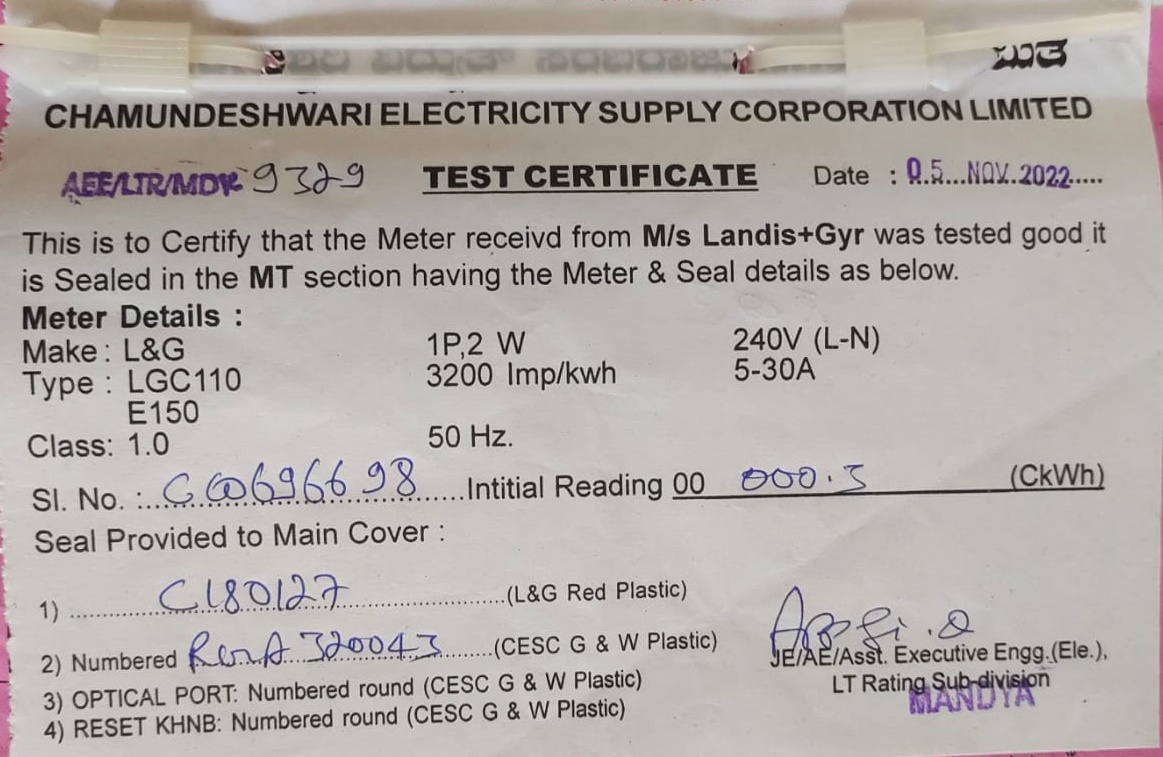 CHAMUNDESHWARI ELECTRICITY SUPPLY CORPORATION LIMITED
AEE/LTR/MDY 9329 TEST CERTIFICATE Date : 05 NOV 2022
This is to Certify that the Meter receivd from M/s Landis+Gyr was tested good it
is Sealed in the MT section having the Meter & Seal details as below.
Meter Details :
Make : L&G 1P,2 W 240V (L-N)
Type : LGC110 3200 Imp/kwh 5-30A
E150
Class: 1.0 50 Hz.
Sl. No. : Intitial Reading 00 000.3 (CkWh)
Seal Provided to Main Cover :
1) C180127 (L&G Red Plastic)
2) Numbered 320043 (CESC G & W Plastic)
3) OPTICAL PORT: Numbered round (CESC G & W Plastic)
4) RESET KHNB: Numbered round (CESC G & W Plastic)
JE/AE/Asst. Executive Engg.(Ele.),
LT Rating Sub-division
MANDYA